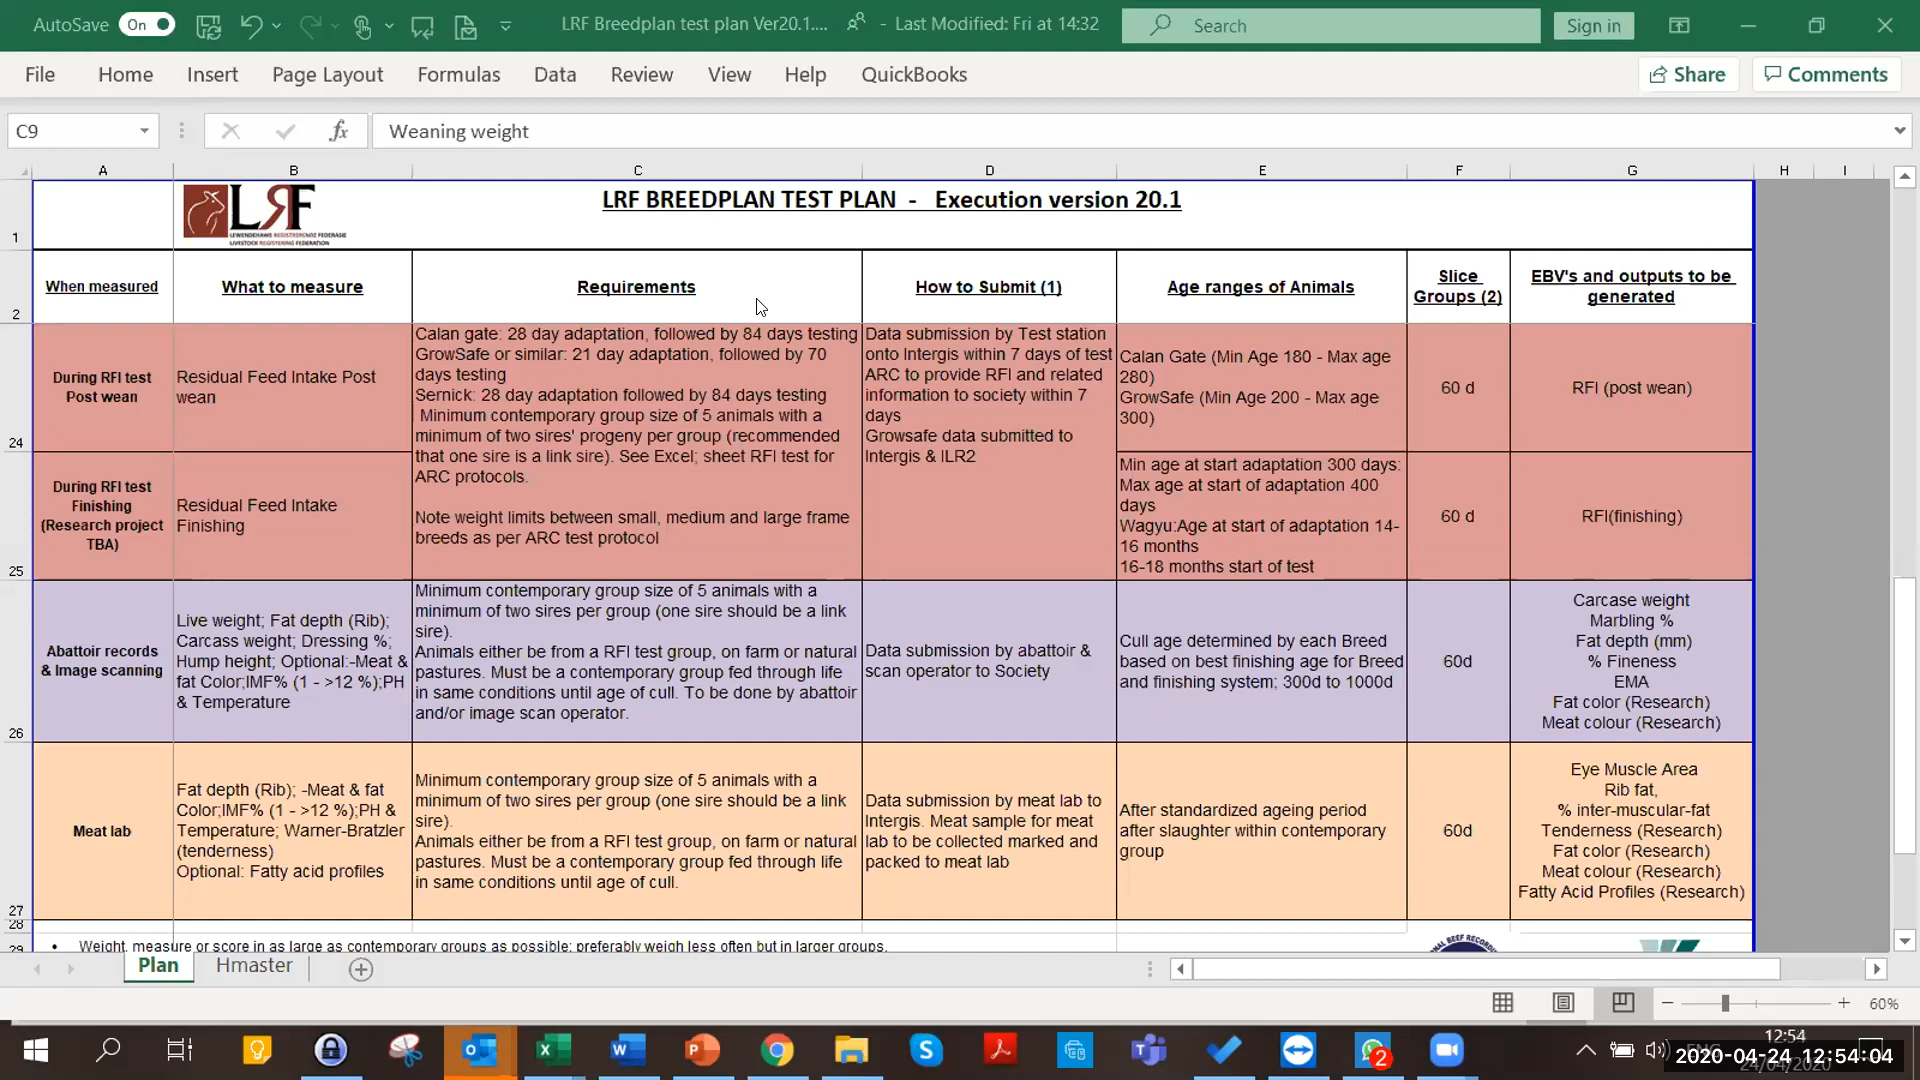 AutoSave On
LRF Breedplan test plan Ver20.1.... - Last Modified: Fri at 14:32
Search
Sign in
File Home Insert Page Layout Formulas Data Review View Help QuickBooks
Share Comments
C9 fx Weaning weight
A B C D E F G H I
1
LRF
LEWENDEHAWE REGISTRERENDE FEDERASIE
LIVESTOCK REGISTERING FEDERATION
LRF BREEDPLAN TEST PLAN - Execution version 20.1
2
When measured
What to measure
Requirements
How to Submit (1)
Age ranges of Animals
Slice
Groups (2)
EBV's and outputs to be
generated
24
During RFI test
Post wean
Residual Feed Intake Post
wean
Calan gate: 28 day adaptation, followed by 84 days testing
GrowSafe or similar: 21 day adaptation, followed by 70
days testing
Sernick: 28 day adaptation followed by 84 days testing
Minimum contemporary group size of 5 animals with a
minimum of two sires' progeny per group (recommended
that one sire is a link sire). See Excel; sheet RFI test for
ARC protocols.
Note weight limits between small, medium and large frame
breeds as per ARC test protocol
Data submission by Test station
onto Intergis within 7 days of test
ARC to provide RFI and related
information to society within 7
days
Growsafe data submitted to
Intergis & ILR2
Calan Gate (Min Age 180 - Max age
280)
GrowSafe (Min Age 200 - Max age
300)
60 d
RFI (post wean)
25
During RFI test
Finishing
(Research project
TBA)
Residual Feed Intake
Finishing
Min age at start adaptation 300 days:
Max age at start of adaptation 400
days
Wagyu:Age at start of adaptation 14-
16 months
16-18 months start of test
60 d
RFI(finishing)
26
Abattoir records
& Image scanning
Live weight; Fat depth (Rib);
Carcass weight; Dressing %;
Hump height; Optional:-Meat &
fat Color;IMF% (1 - >12 %);PH
& Temperature
Minimum contemporary group size of 5 animals with a
minimum of two sires per group (one sire should be a link
sire).
Animals either be from a RFI test group, on farm or natural
pastures. Must be a contemporary group fed through life
in same conditions until age of cull. To be done by abattoir
and/or image scan operator.
Data submission by abattoir &
scan operator to Society
Cull age determined by each Breed
based on best finishing age for Breed
and finishing system; 300d to 1000d
60d
Carcase weight
Marbling %
Fat depth (mm)
% Fineness
EMA
Fat color (Research)
Meat colour (Research)
27
Meat lab
Fat depth (Rib); -Meat & fat
Color;IMF% (1 - >12 %);PH &
Temperature; Warner-Bratzler
(tenderness)
Optional: Fatty acid profiles
Minimum contemporary group size of 5 animals with a
minimum of two sires per group (one sire should be a link
sire).
Animals either be from a RFI test group, on farm or natural
pastures. Must be a contemporary group fed through life
in same conditions until age of cull.
Data submission by meat lab to
Intergis. Meat sample for meat
lab to be collected marked and
packed to meat lab
After standardized ageing period
after slaughter within contemporary
group
60d
Eye Muscle Area
Rib fat,
% inter-muscular-fat
Tenderness (Research)
Fat color (Research)
Meat colour (Research)
Fatty Acid Profiles (Research)
28
29
• Weight, measure or score in as large as contemporary groups as possible; preferably weigh less often but in larger groups.
Plan Hmaster
60%
2
12:54
24/04/2020
2020-04-24 12:54:04